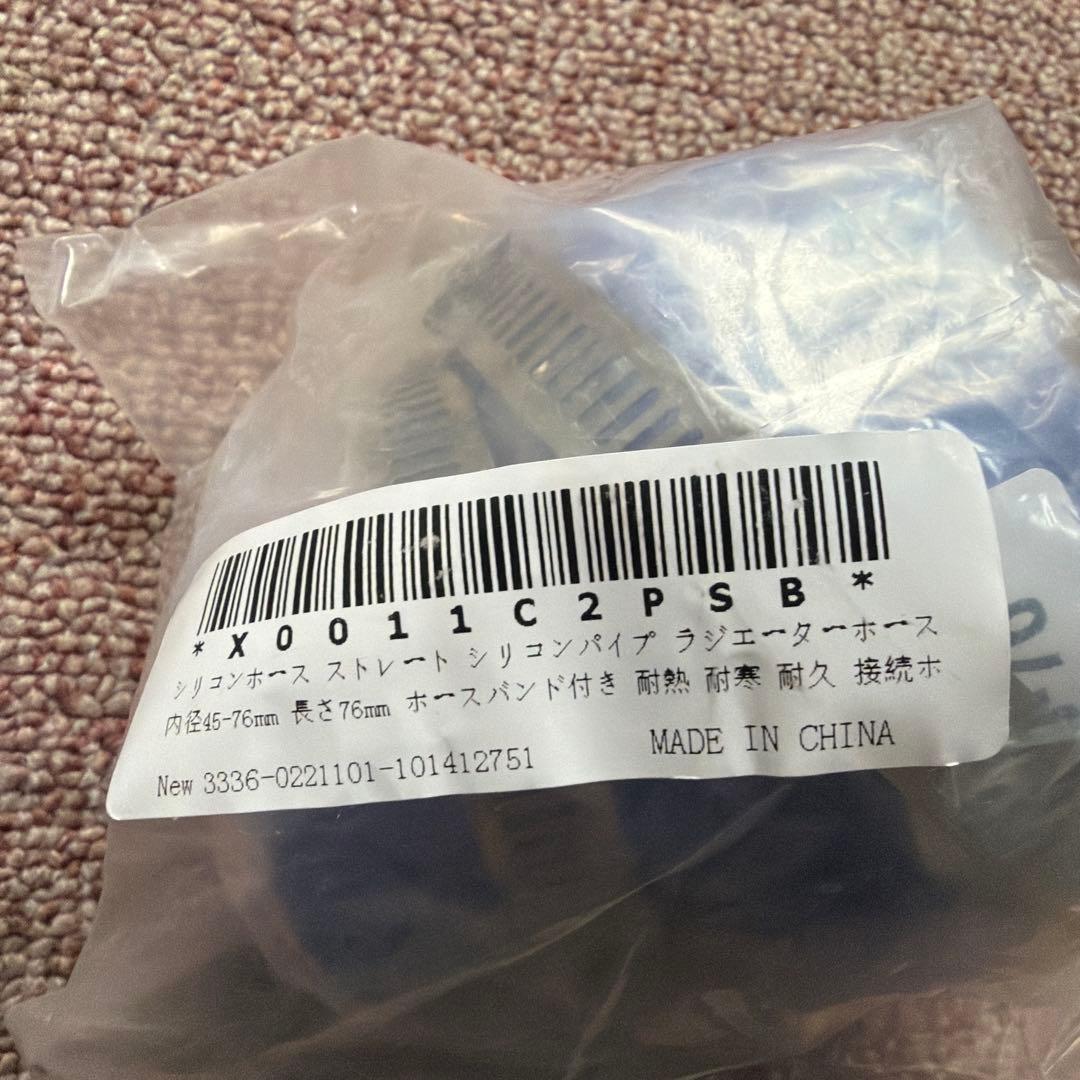 *X0011C2PSB*
シリコンホース ストレート シリコンパイプ ラジエーターホース
内径45-76mm 長さ76mm ホースバンド付き 耐熱 耐寒 耐久 接続ホ
New 3336-0221101-101412751
MADE IN CHINA